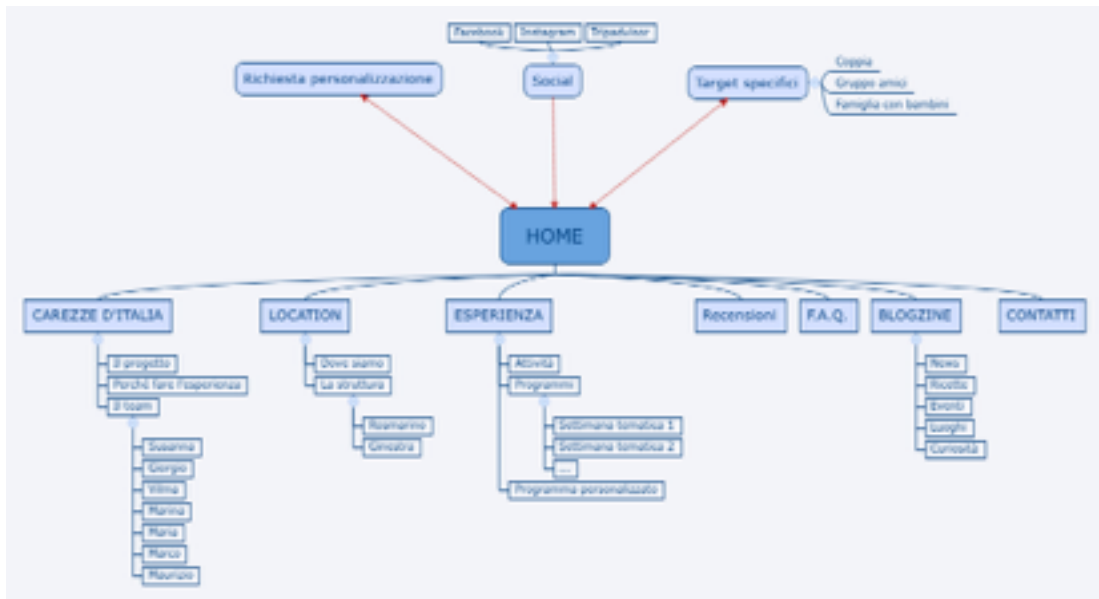 Facebook
Instagram
Tripadvisor
Richiesta personalizzazione
Social
Target specifici
Coppia
Gruppo amici
Famiglia con bambini
HOME
CAREZZE D'ITALIA
LOCATION
ESPERIENZA
Recensioni
F.A.Q.
BLOGZINE
CONTATTI
Il progetto
Perché fare l'esperienza
Il team
Susanna
Giorgio
Vilma
Marina
Maria
Marco
Maurizio
Dove siamo
La struttura
Rosmarino
Ginestra
Attività
Programmi
Settimana tematica 1
Settimana tematica 2
...
Programma personalizzato
News
Ricette
Eventi
Luoghi
Curiosità